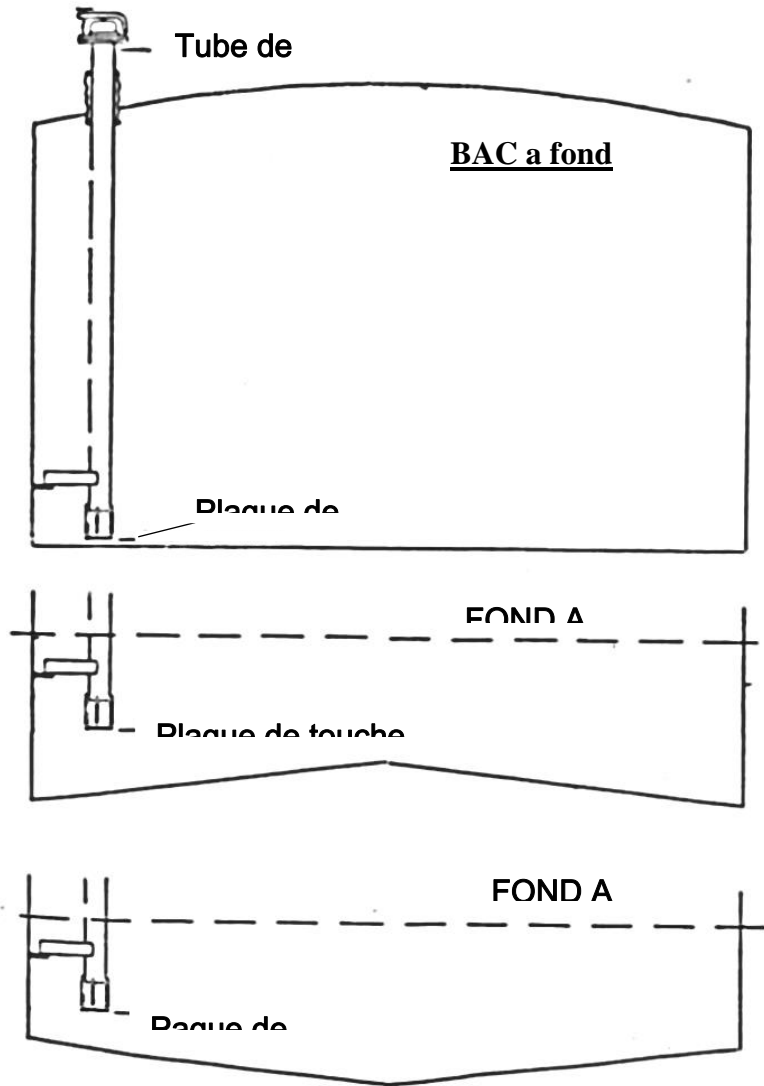 Tube de
BAC a fond
Plaque de
FOND A
Plaque de touche
FOND A
Paque de